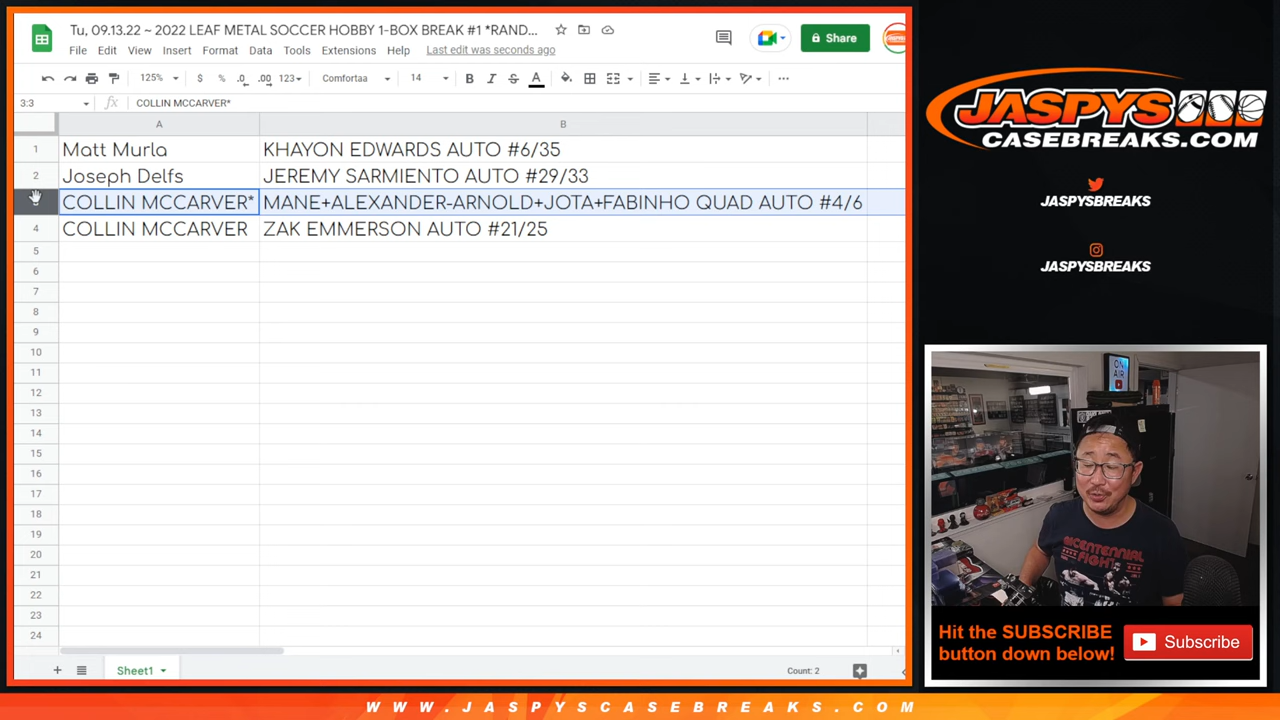 Tu, 09.13.22 ~ 2022 LEAF METAL SOCCER HOBBY 1-BOX BREAK #1 *RAND...
File Edit View Insert Format Data Tools Extensions Help Last edit was seconds ago
Share
125% $ % .0 .00 123 Comfortaa 14 B I S A
3:3 fx COLLIN MCCARVER*
A B
1 Matt Murla KHAYON EDWARDS AUTO #6/35
2 Joseph Delfs JEREMY SARMIENTO AUTO #29/33
COLLIN MCCARVER* MANE+ALEXANDER-ARNOLD+JOTA+FABINHO QUAD AUTO #4/6
4 COLLIN MCCARVER ZAK EMMERSON AUTO #21/25
5
6
7
8
9
10
11
12
13
14
15
16
17
18
19
20
21
22
23
24
+ Sheet1 Count: 2
JASPYS
CASEBREAKS.COM
JASPYSBREAKS
JASPYSBREAKS
ON
AIR
BICENTENNIAL
FIGHT
Hit the SUBSCRIBE
button down below!
Subscribe
WWW.JASPYSCASEBREAKS.COM